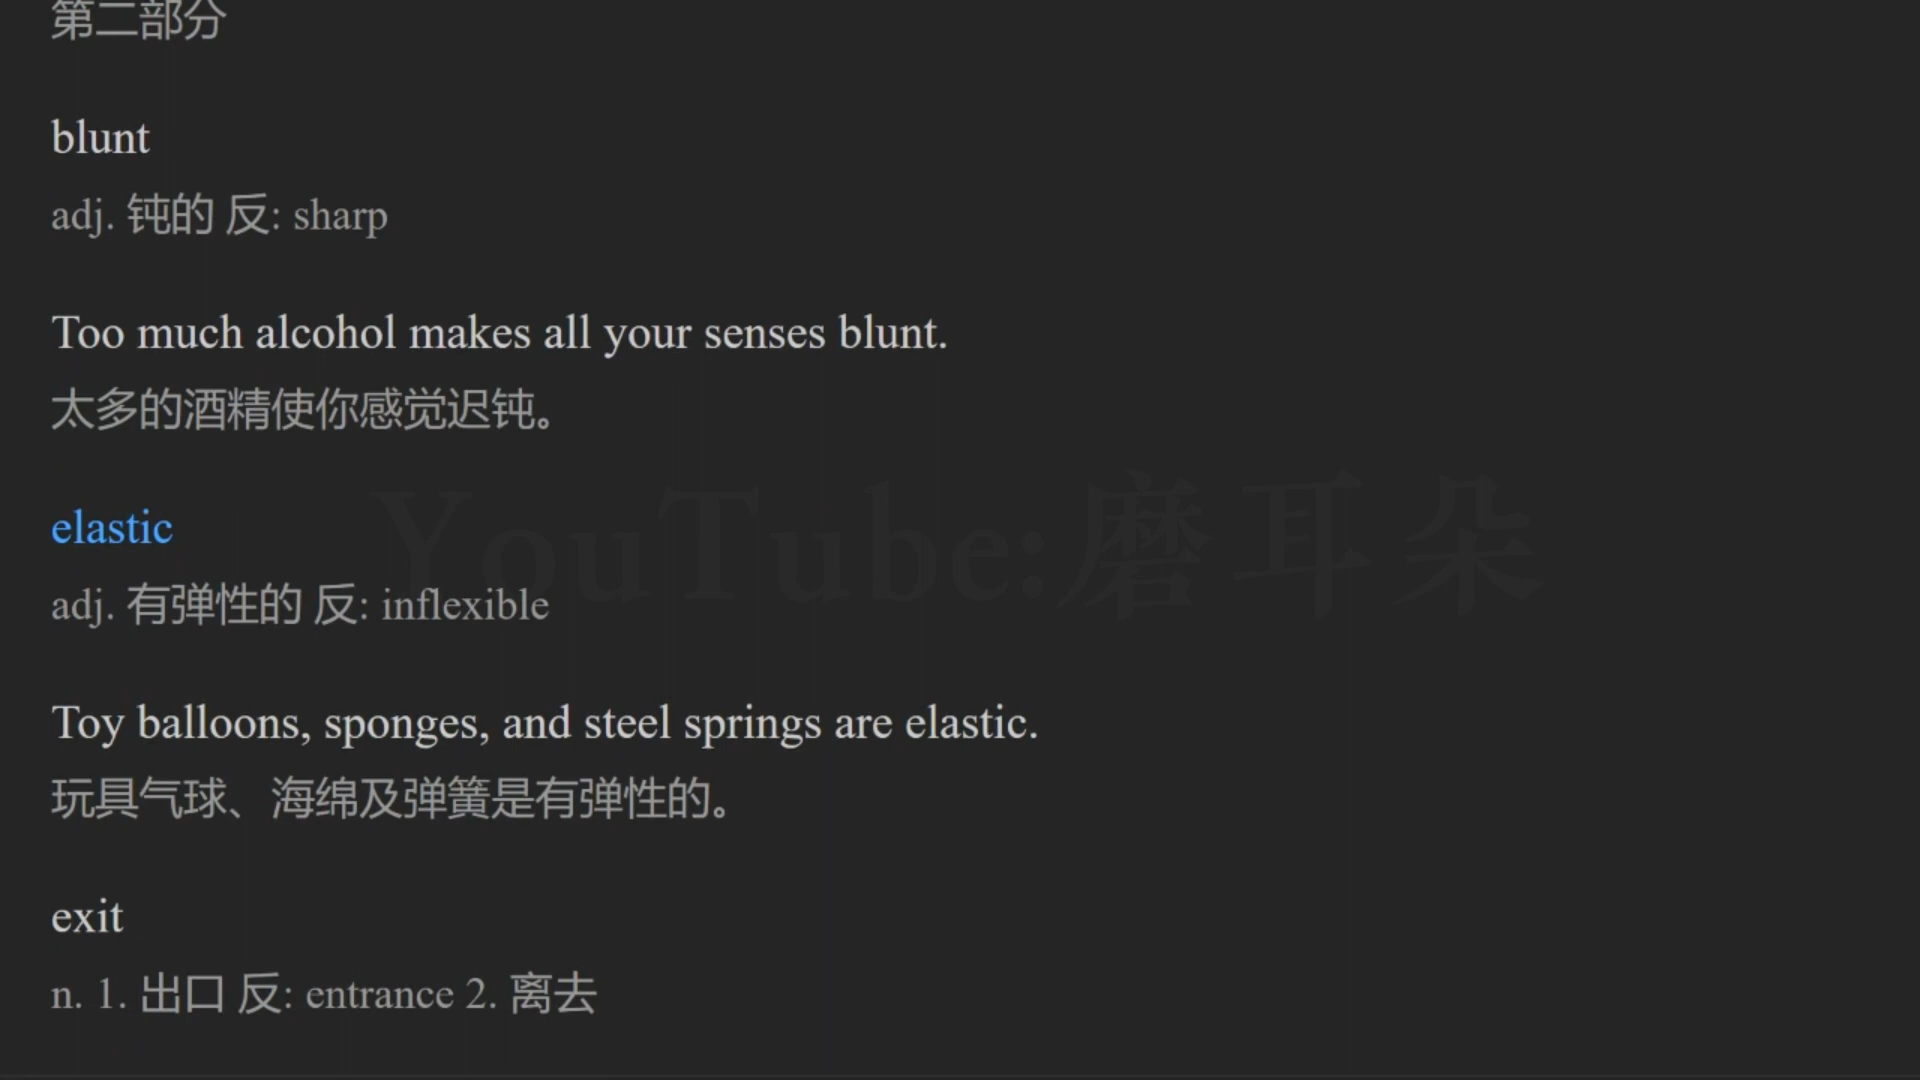 第二部分
blunt
adj. 钝的 反: sharp
Too much alcohol makes all your senses blunt.
太多的酒精使你感觉迟钝。
YouTube:磨耳朵
elastic
adj. 有弹性的 反: inflexible
Toy balloons, sponges, and steel springs are elastic.
玩具气球、海绵及弹簧是有弹性的。
exit
n. 1. 出口 反: entrance 2. 离去